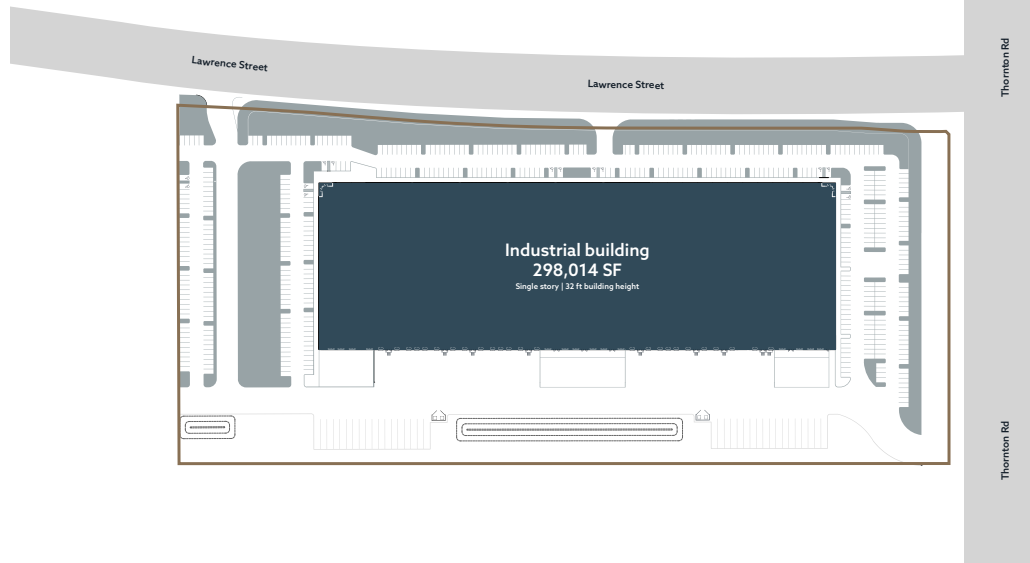 Lawrence Street
Lawrence Street
Thornton Rd
Industrial building
298,014 SF
Single story | 32 ft building height
Thornton Rd